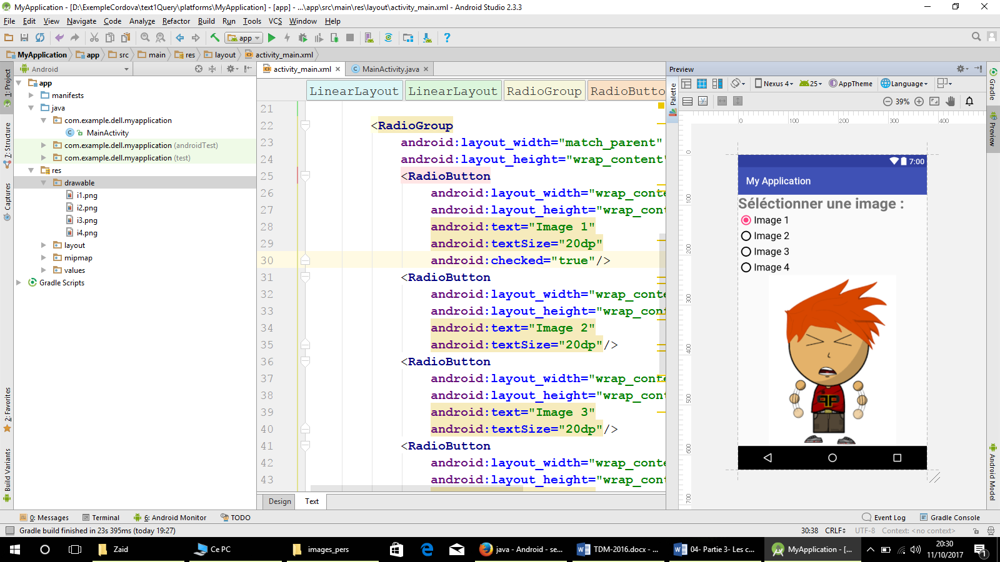 MyApplication - [D:\ExempleCordova\text1Query\platforms\MyApplication] - [app] - ...\app\src\main\res\layout\activity_main.xml - Android Studio 2.3.3
File Edit View Navigate Code Analyze Refactor Build Run Tools VCS Window Help
app
MyApplication app src main res layout activity_main.xml
Android
activity_main.xml MainActivity.java
Preview
1: Project
7: Structure
Captures
2: Favorites
Build Variants
app
manifests
java
com.example.dell.myapplication
MainActivity
com.example.dell.myapplication (androidTest)
com.example.dell.myapplication (test)
res
drawable
i1.png
i2.png
i3.png
i4.png
layout
mipmap
values
Gradle Scripts
LinearLayout LinearLayout RadioGroup RadioButto
21
22 <RadioGroup
23 android:layout_width="match_parent"
24 android:layout_height="wrap_content"
25 <RadioButton
26 android:layout_width="wrap_conte
27 android:layout_height="wrap_cont
28 android:text="Image 1"
29 android:textSize="20dp"
30 android:checked="true"/>
31 <RadioButton
32 android:layout_width="wrap_conte
33 android:layout_height="wrap_cont
34 android:text="Image 2"
35 android:textSize="20dp"/>
36 <RadioButton
37 android:layout_width="wrap_conte
38 android:layout_height="wrap_cont
39 android:text="Image 3"
40 android:textSize="20dp"/>
41 <RadioButton
42 android:layout_width="wrap_conte
43 android:layout_height="wrap_cont
Design Text
Palette
Nexus 4 25 AppTheme Language
39%
0 100 200 300 400
0
100
200
300
400
500
600
700
7:00
My Application
Séléctionner une image :
Image 1
Image 2
Image 3
Image 4
Gradle
Preview
Android Model
0: Messages Terminal 6: Android Monitor TODO Event Log Gradle Console
Gradle build finished in 23s 395ms (today 19:27) 30:38 CRLF UTF-8 Context: <no context>
Zaid Ce PC images_pers java - Android - se... TDM-2016.docx - ... 04- Partie 3- Les c... MyApplication - [... 20:30
11/10/2017 1